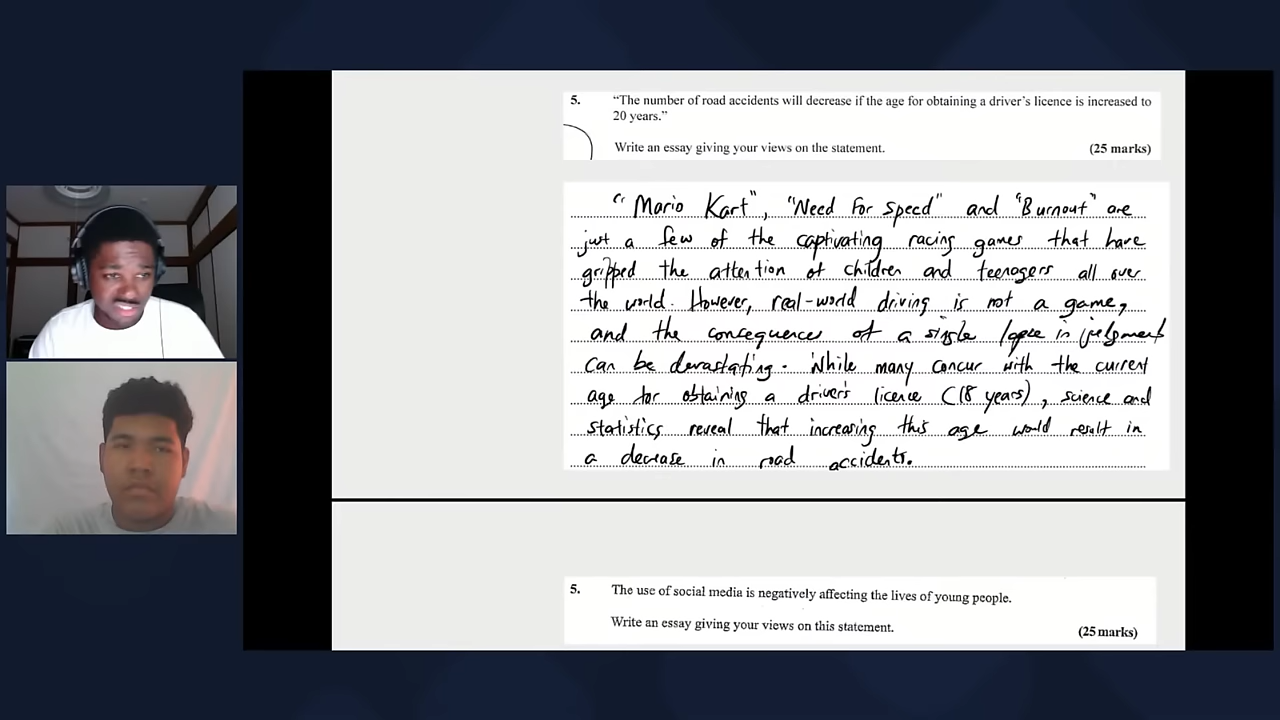 5. "The number of road accidents will decrease if the age for obtaining a driver's licence is increased to
20 years."
Write an essay giving your views on the statement. (25 marks)
"Mario Kart", "Need For Speed" and "Burnout" are
just a few of the captivating racing games that have
gripped the attention of children and teenagers all over
the world. However, real-world driving is not a game,
and the consequences of a single lapse in judgment
can be devastating. While many concur with the current
age for obtaining a driver's licence (18 years), science and
statistics reveal that increasing this age would result in
a decrease in road accidents.
5. The use of social media is negatively affecting the lives of young people.
Write an essay giving your views on this statement. (25 marks)